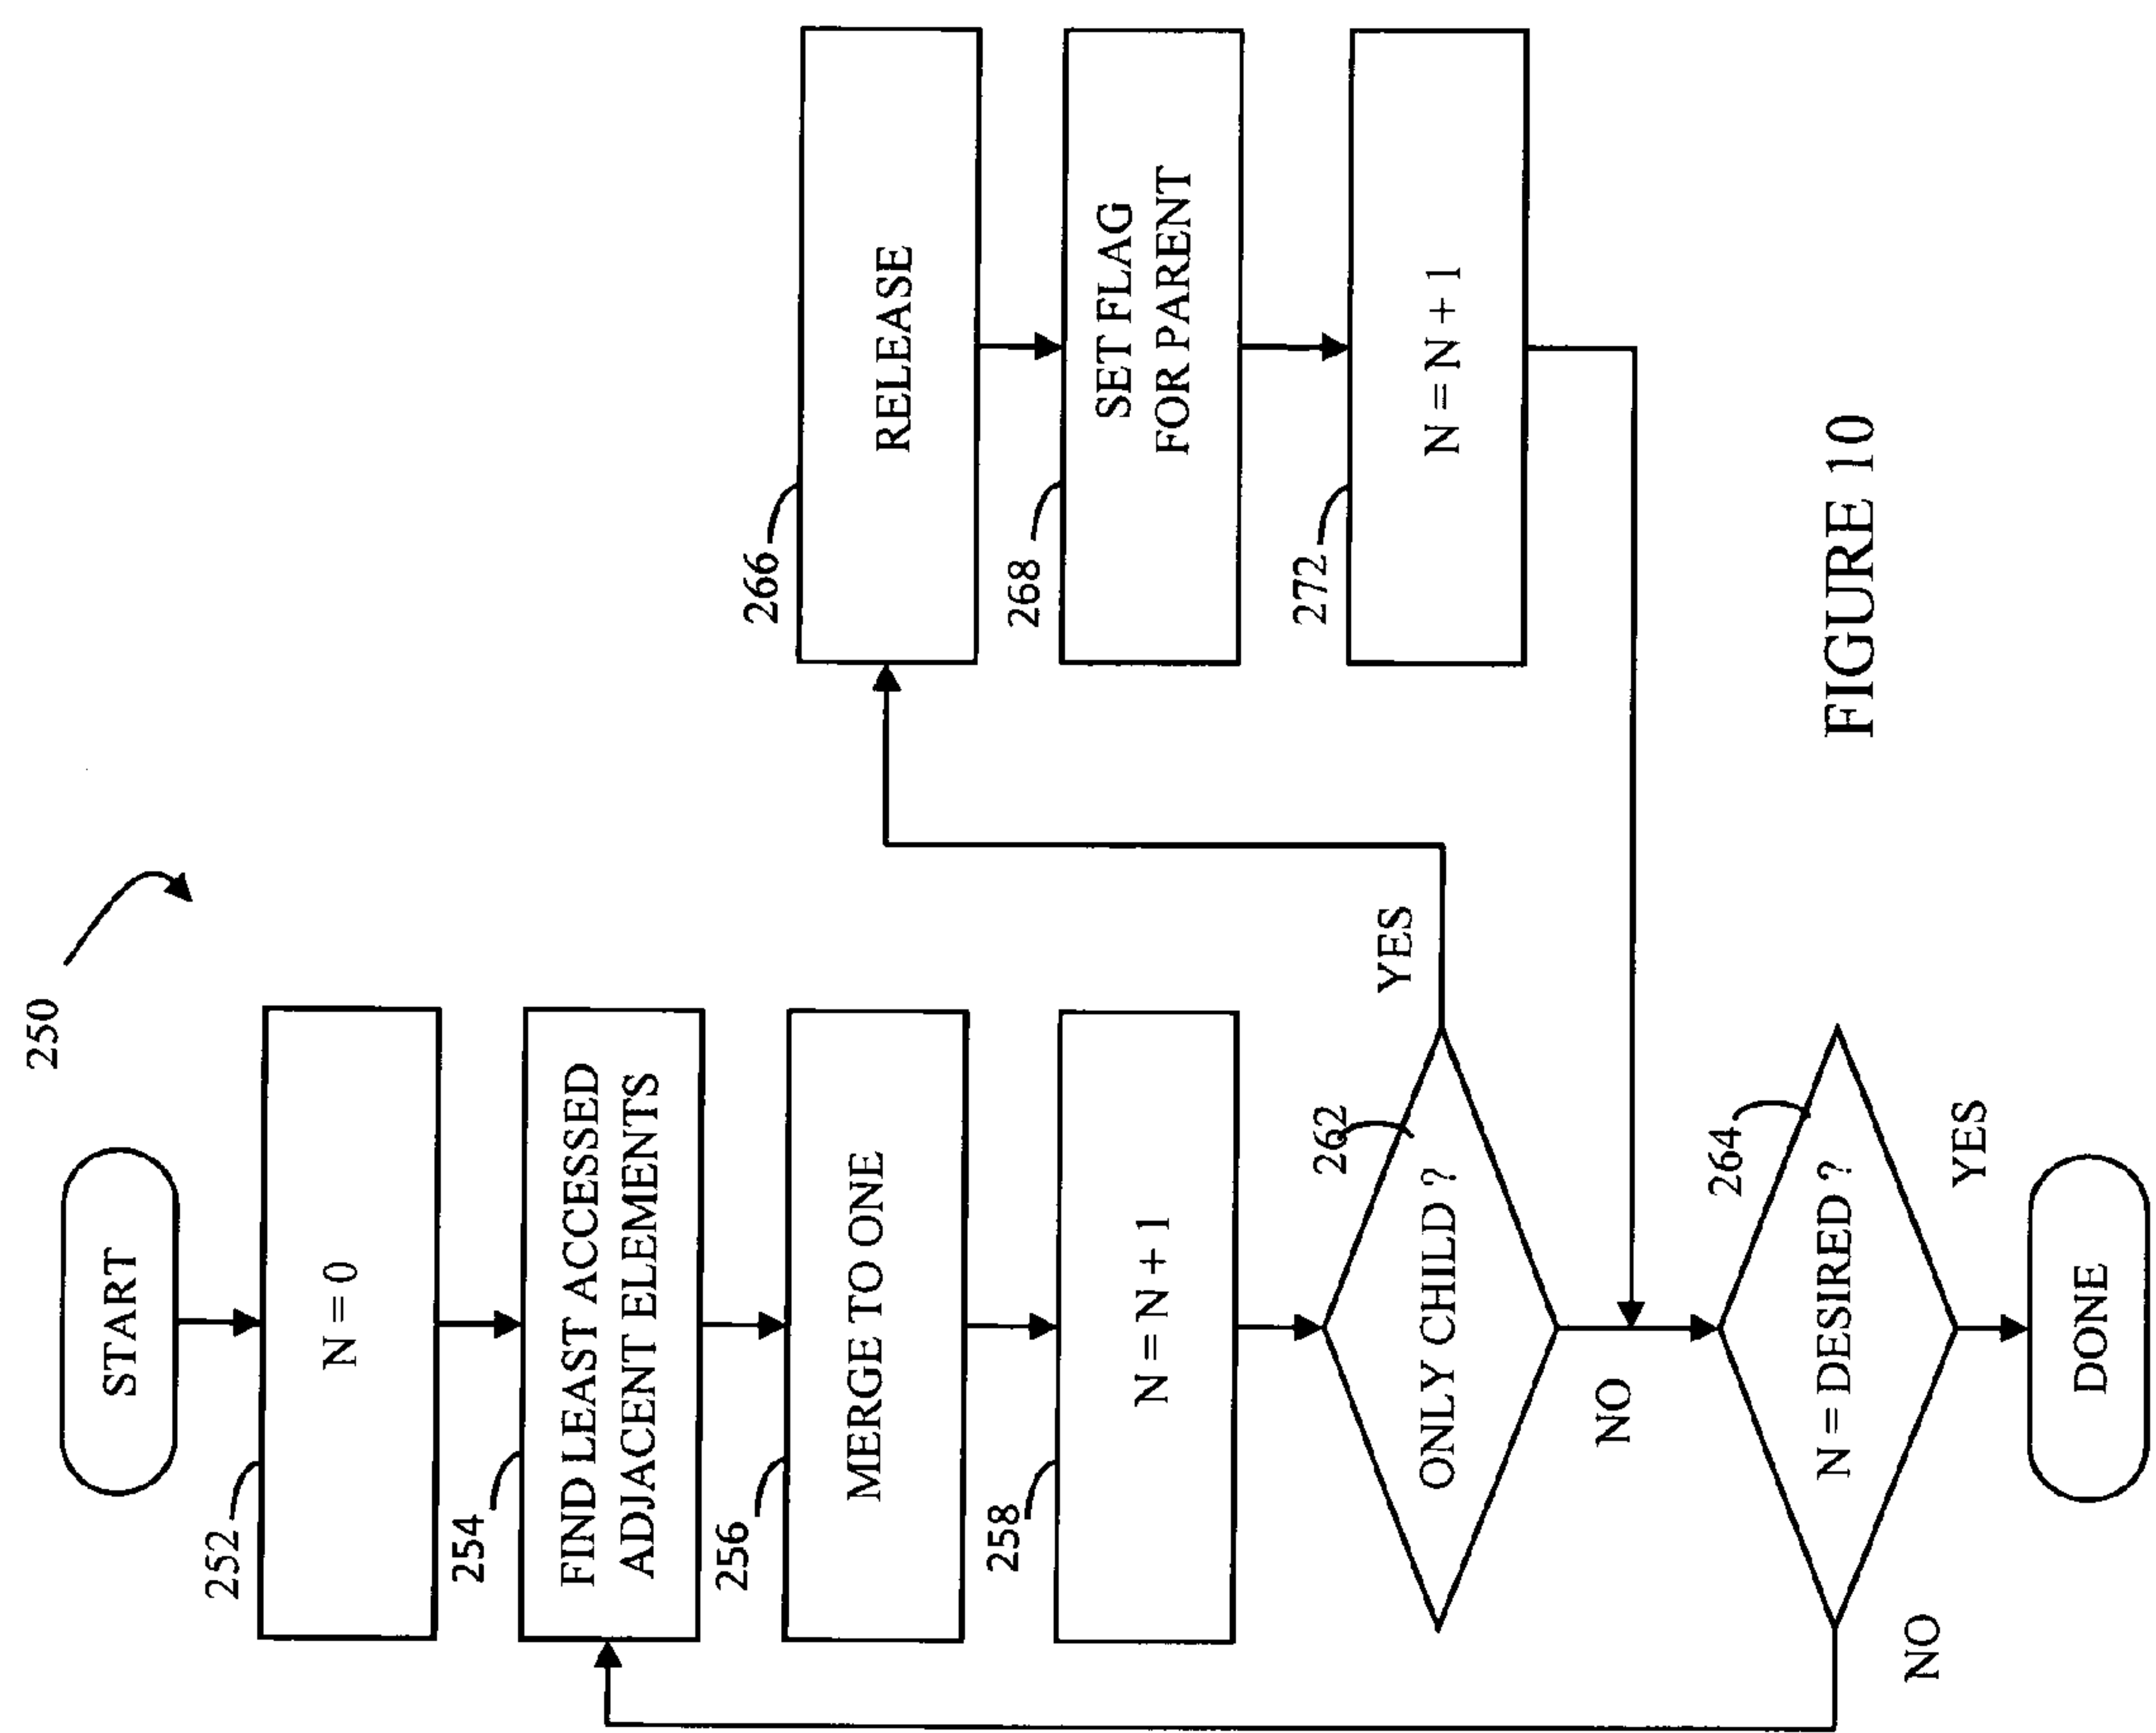 250
START
252
N = 0
254
FIND LEAST ACCESSED
ADJACENT ELEMENTS
256
MERGE TO ONE
258
N = N + 1
262
ONLY CHILD ?
YES
NO
266
RELEASE
268
SET FLAG
FOR PARENT
272
N = N + 1
264
N = DESIRED ?
NO
YES
DONE
FIGURE 10